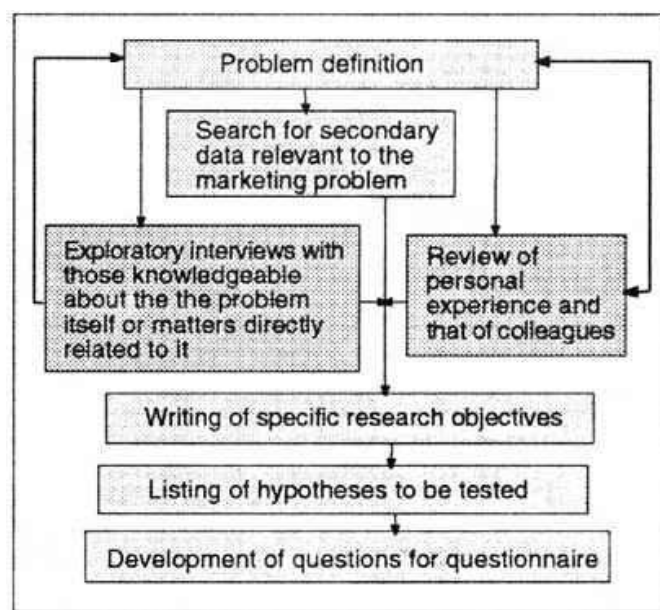 Problem definition
Search for secondary
data relevant to the
marketing problem
Exploratory interviews with
those knowledgeable
about the the problem
itself or matters directly
related to it
Review of
personal
experience and
that of colleagues
Writing of specific research objectives
Listing of hypotheses to be tested
Development of questions for questionnaire